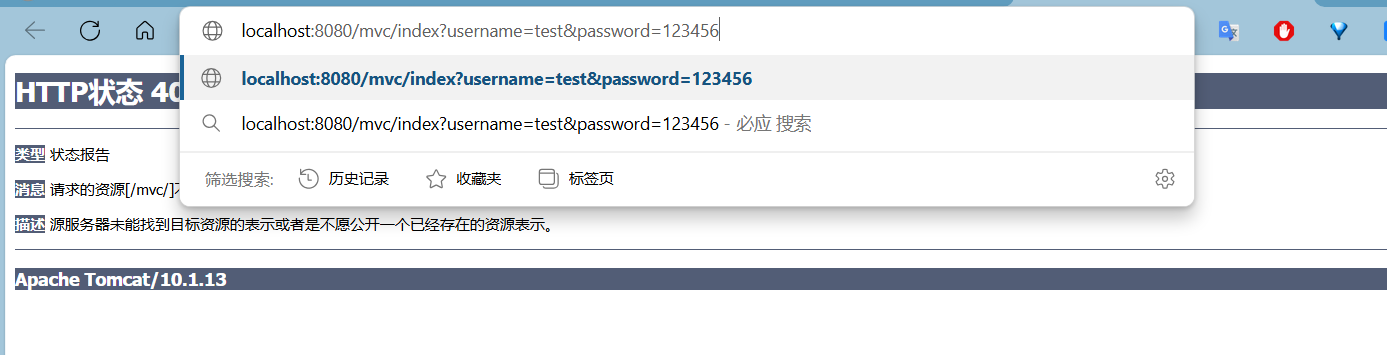 localhost:8080/mvc/index?username=test&password=123456
localhost:8080/mvc/index?username=test&password=123456
localhost:8080/mvc/index?username=test&password=123456 - 必应 搜索
筛选搜索: 历史记录 收藏夹 标签页
HTTP状态 40
类型 状态报告
消息 请求的资源[/mvc/]
描述 源服务器未能找到目标资源的表示或者是不愿公开一个已经存在的资源表示。
Apache Tomcat/10.1.13